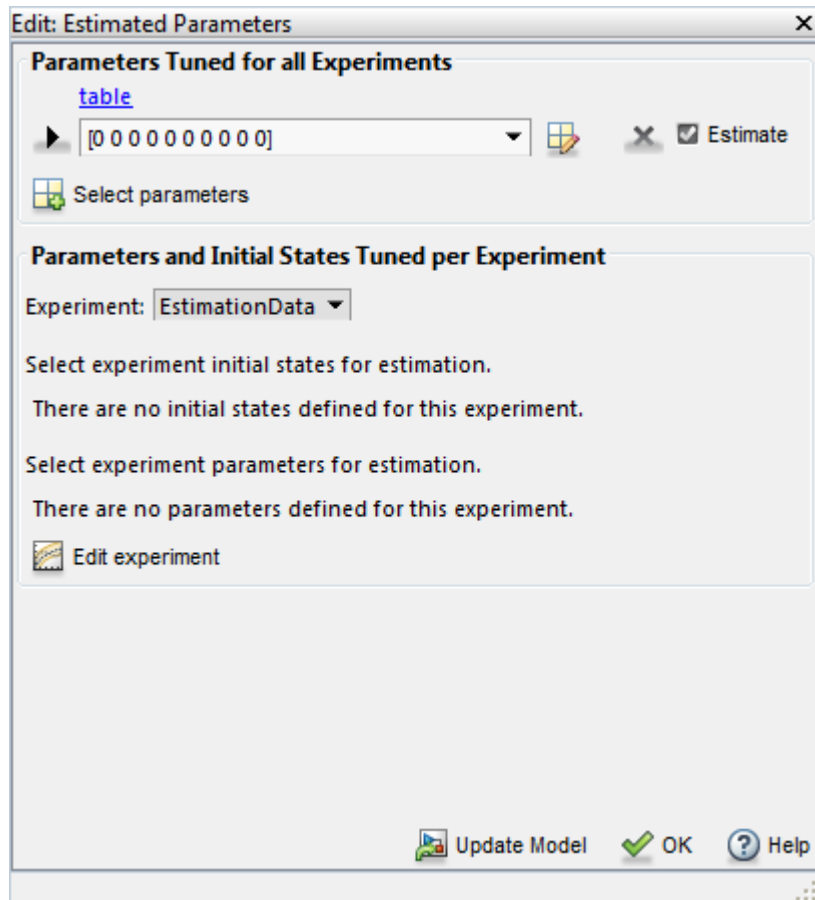 Edit: Estimated Parameters
Parameters Tuned for all Experiments
table
[0 0 0 0 0 0 0 0 0 0] Estimate
Select parameters
Parameters and Initial States Tuned per Experiment
Experiment: EstimationData
Select experiment initial states for estimation.
There are no initial states defined for this experiment.
Select experiment parameters for estimation.
There are no parameters defined for this experiment.
Edit experiment
Update Model OK Help